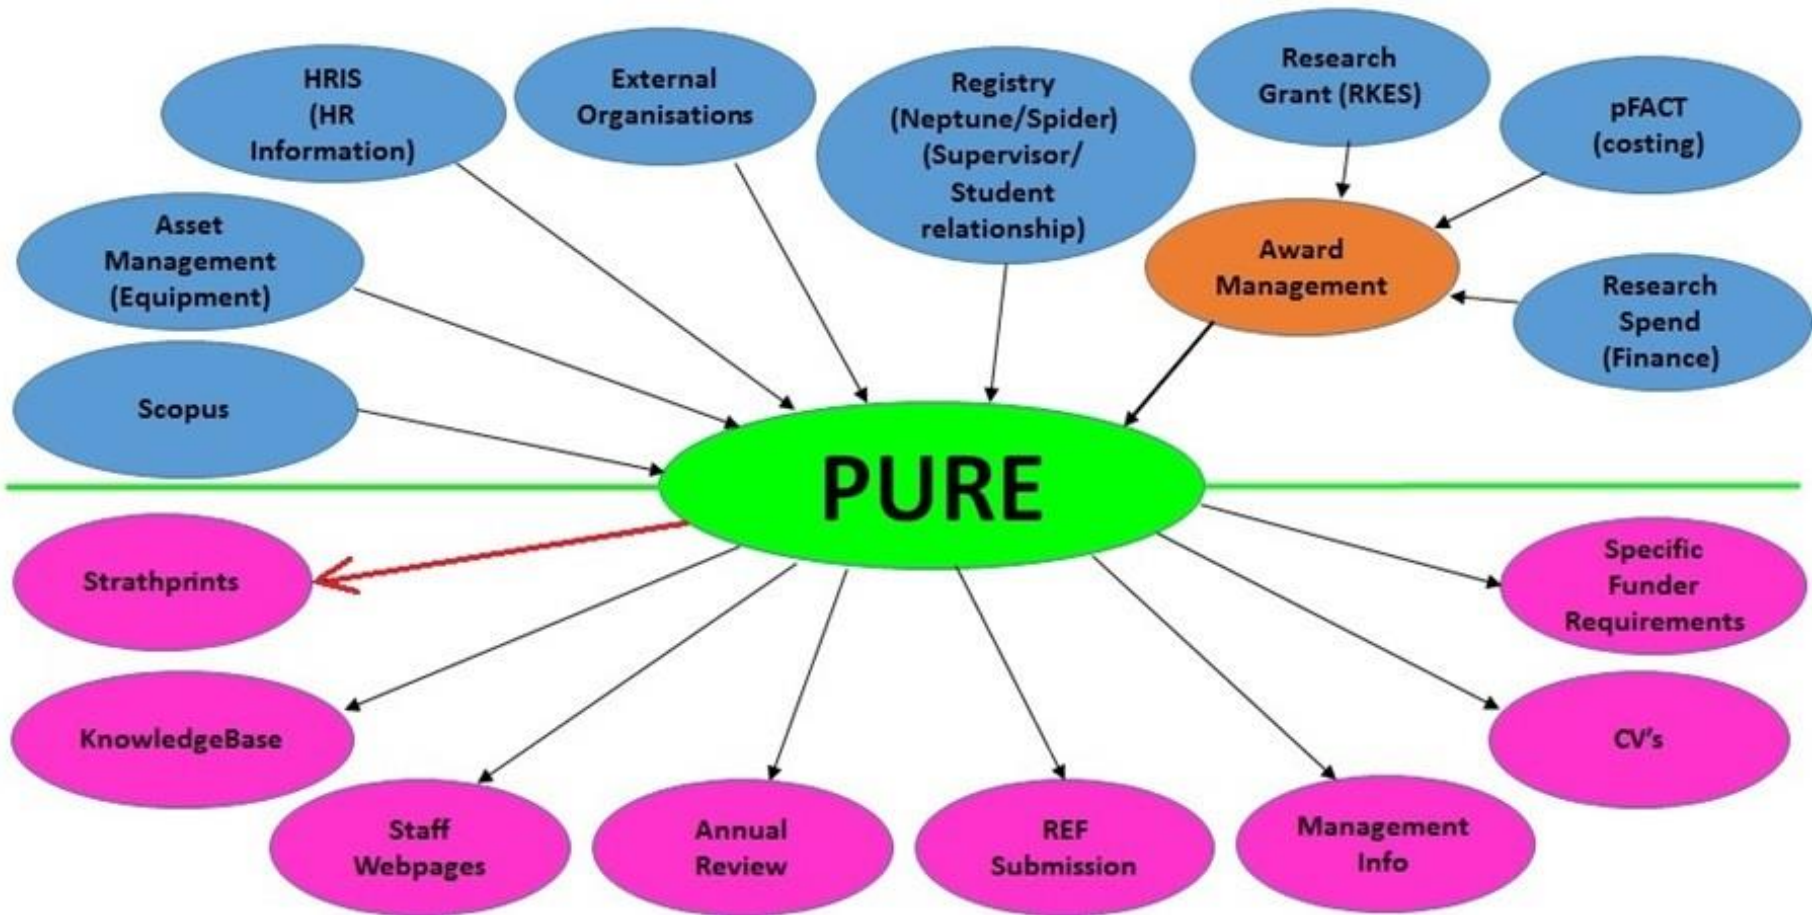 HRIS
(HR
Information)
External
Organisations
Registry
(Neptune/Spider)
(Supervisor/
Student
relationship)
Research
Grant (RKES)
pFACT
(costing)
Asset
Management
(Equipment)
Award
Management
Research
Spend
(Finance)
Scopus
PURE
Strathprints
Specific
Funder
Requirements
KnowledgeBase
CV's
Staff
Webpages
Annual
Review
REF
Submission
Management
Info